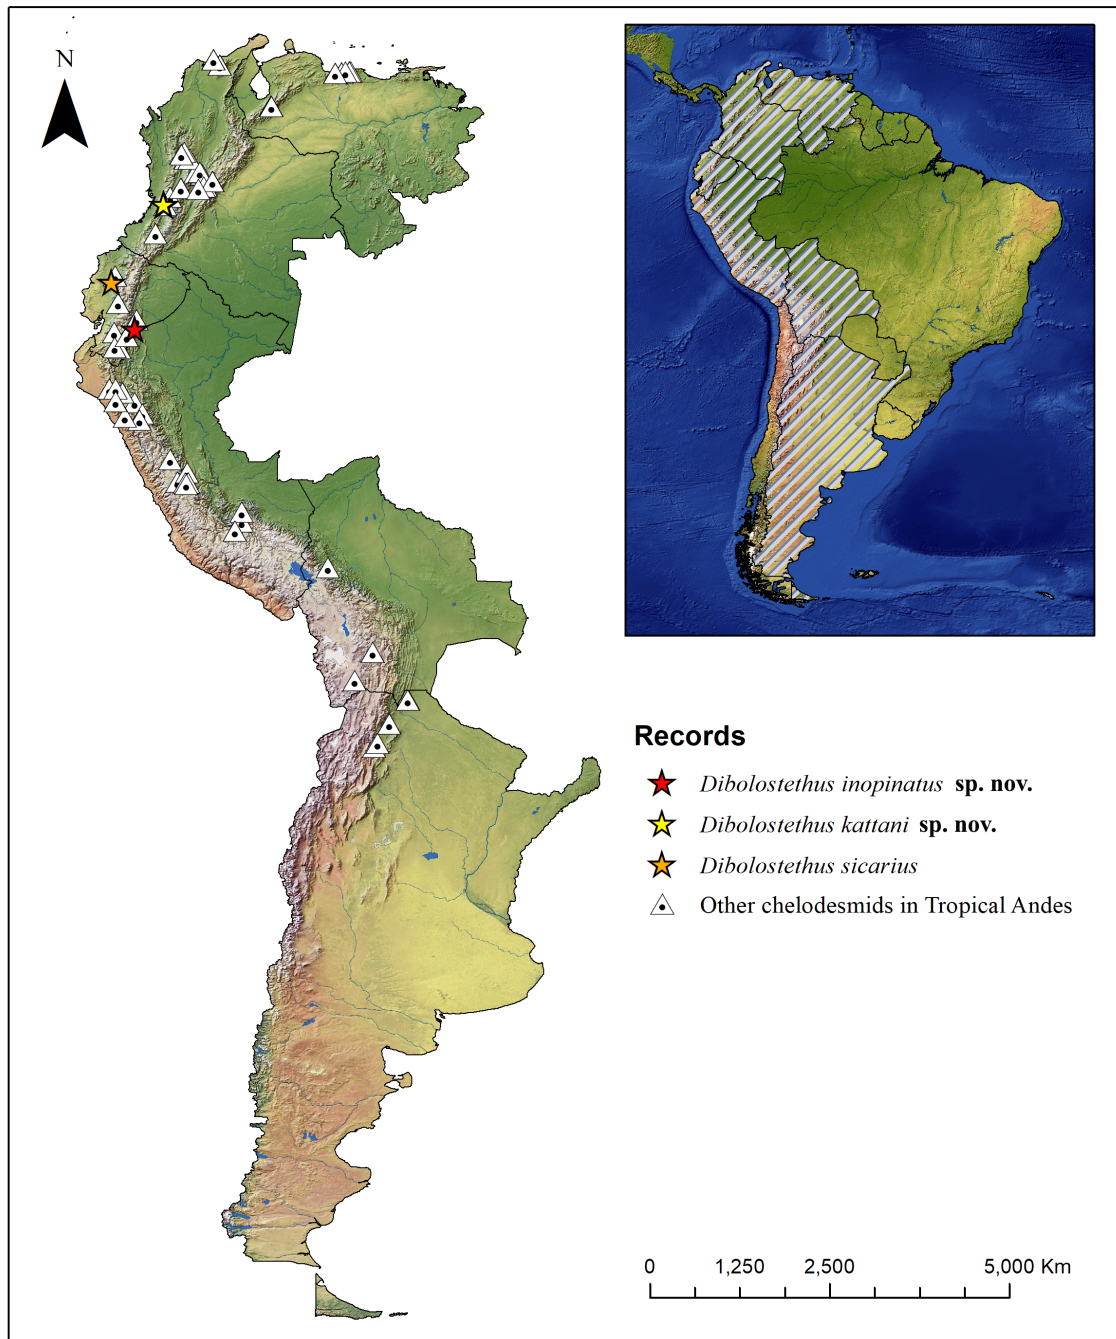 N
Records
Dibolostethus inopinatus sp. nov.
Dibolostethus kattani sp. nov.
Dibolostethus sicarius
Other chelodesmids in Tropical Andes
0 1,250 2,500 5,000 Km